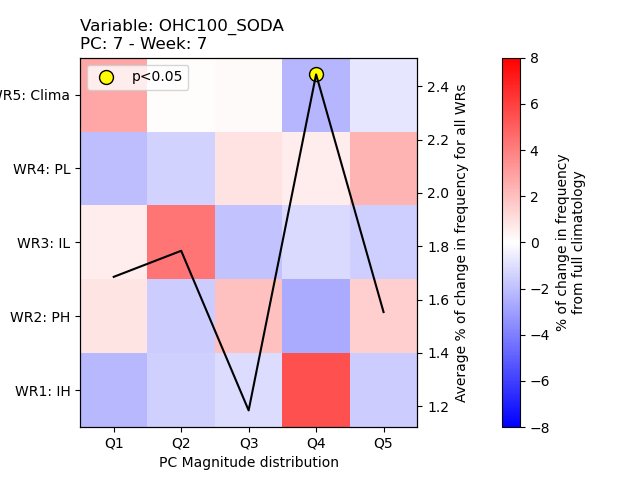 Variable: OHC100_SODA
PC: 7 - Week: 7
p<0.05
WR5: Clima
WR4: PL
WR3: IL
WR2: PH
WR1: IH
Q1 Q2 Q3 Q4 Q5
PC Magnitude distribution
2.4
2.2
2.0
1.8
1.6
1.4
1.2
Average % of change in frequency for all WRs
8
6
4
2
0
−2
−4
−6
−8
% of change in frequency
from full climatology